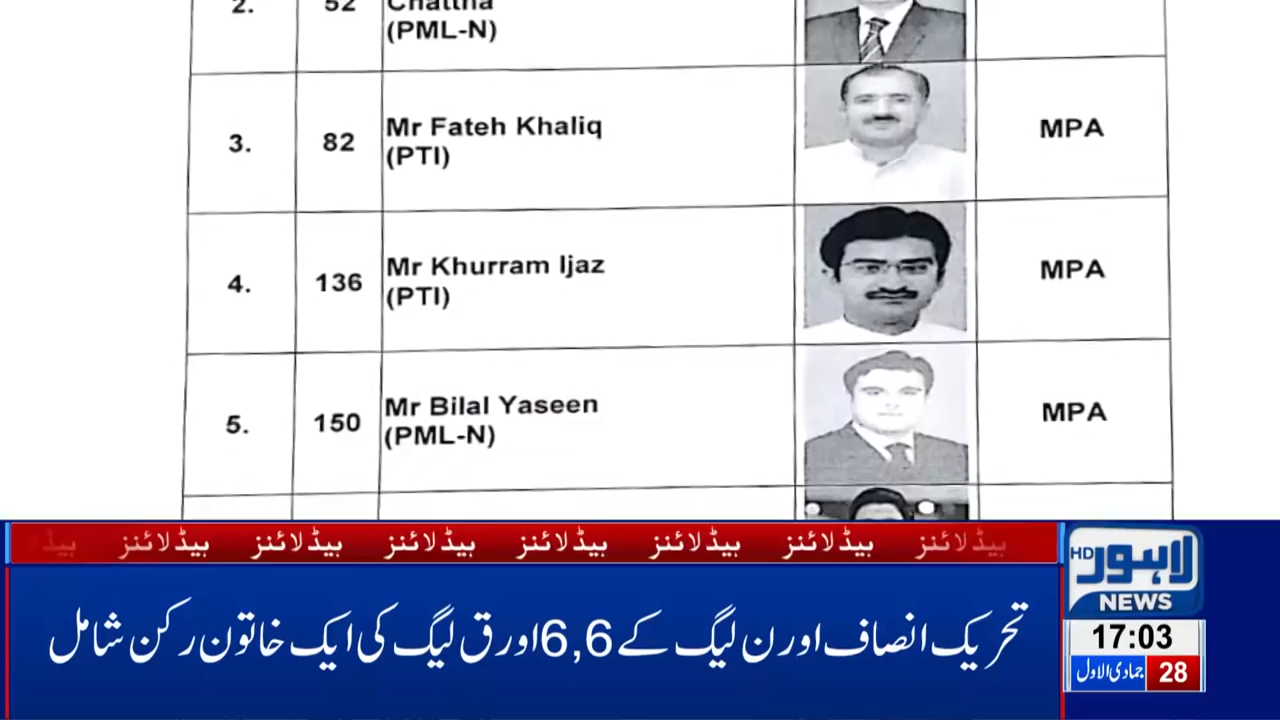 2.
52
Chattha
(PML-N)
3.
82
Mr Fateh Khaliq
(PTI)
MPA
4.
136
Mr Khurram Ijaz
(PTI)
MPA
5.
150
Mr Bilal Yaseen
(PML-N)
MPA
ہیڈلائنز ہیڈلائنز ہیڈلائنز ہیڈلائنز ہیڈلائنز ہیڈلائنز ہیڈلائنز
تحریک انصاف اور ن لیگ کے 6,6 اور ق لیگ کی ایک خاتون رکن شامل
HD
لاہور
NEWS
17:03
28 جمادی الاول